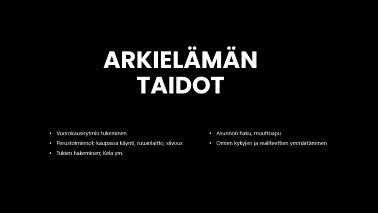 ARKIELÄMÄN
TAIDOT
• Vuorokausirytmin tukeminen
• Perustoiminnot; kaupassa käynti, ruuanlaitto, siivous
• Tukien hakeminen; Kela ym.
• Asunnon haku, muuttoapu
• Omien kykyjen ja realiteettien ymmärtäminen